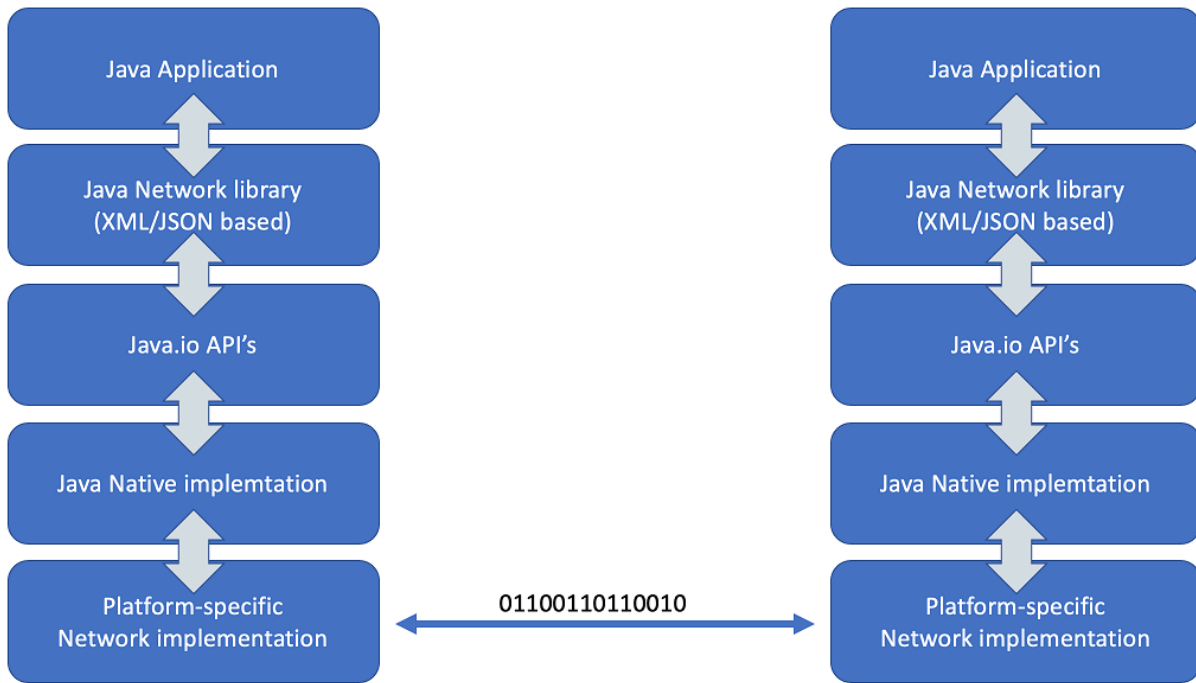 Java Application
Java Network library
(XML/JSON based)
Java.io API’s
Java Native implemtation
Platform-specific
Network implementation
01100110110010
Java Application
Java Network library
(XML/JSON based)
Java.io API’s
Java Native implemtation
Platform-specific
Network implementation